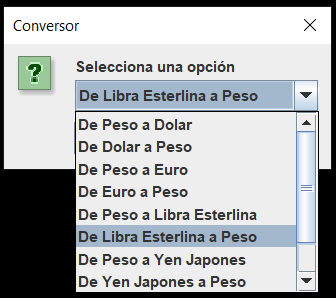 Conversor
Selecciona una opción
De Libra Esterlina a Peso
De Peso a Dolar
De Dolar a Peso
De Peso a Euro
De Euro a Peso
De Peso a Libra Esterlina
De Libra Esterlina a Peso
De Peso a Yen Japones
De Yen Japones a Peso